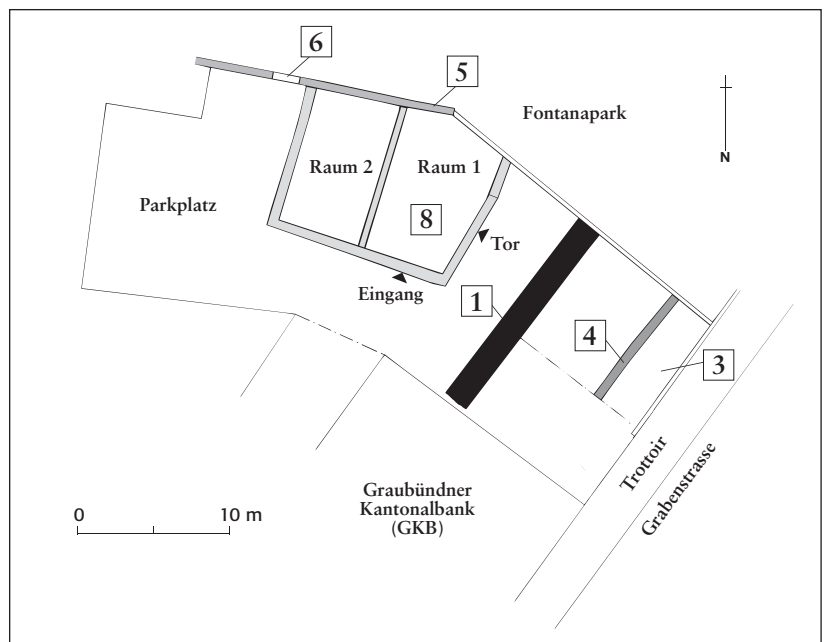 6
5
Fontanapark
N
Raum 2
Raum 1
Parkplatz
8
Tor
Eingang
1
4
3
Trottoir
Grabenstrasse
Graubündner
Kantonalbank
(GKB)
0
10 m